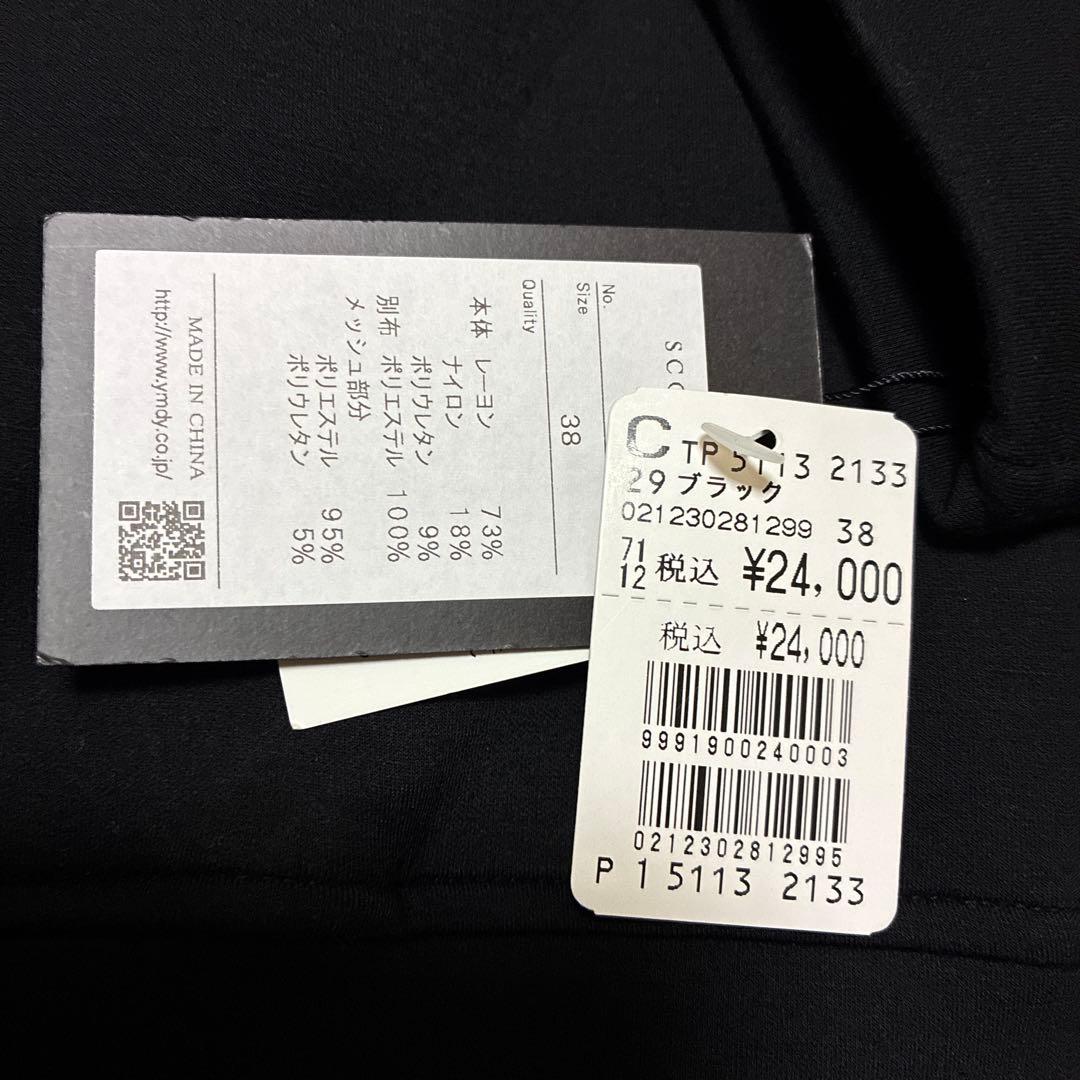 SCC
No.
Size 38
Quality
本体 レーヨン 73%
ナイロン 18%
ポリウレタン 9%
別布 ポリエステル 100%
メッシュ部分
ポリエステル 95%
ポリウレタン 5%
MADE IN CHINA
http://www.ymdy.co.jp/
C TP 5113 2133
29 ブラック
021230281299 38
71
12 税込 ¥24,000
税込 ¥24,000
9991900240003
0212302812995
P 1 5113 2133